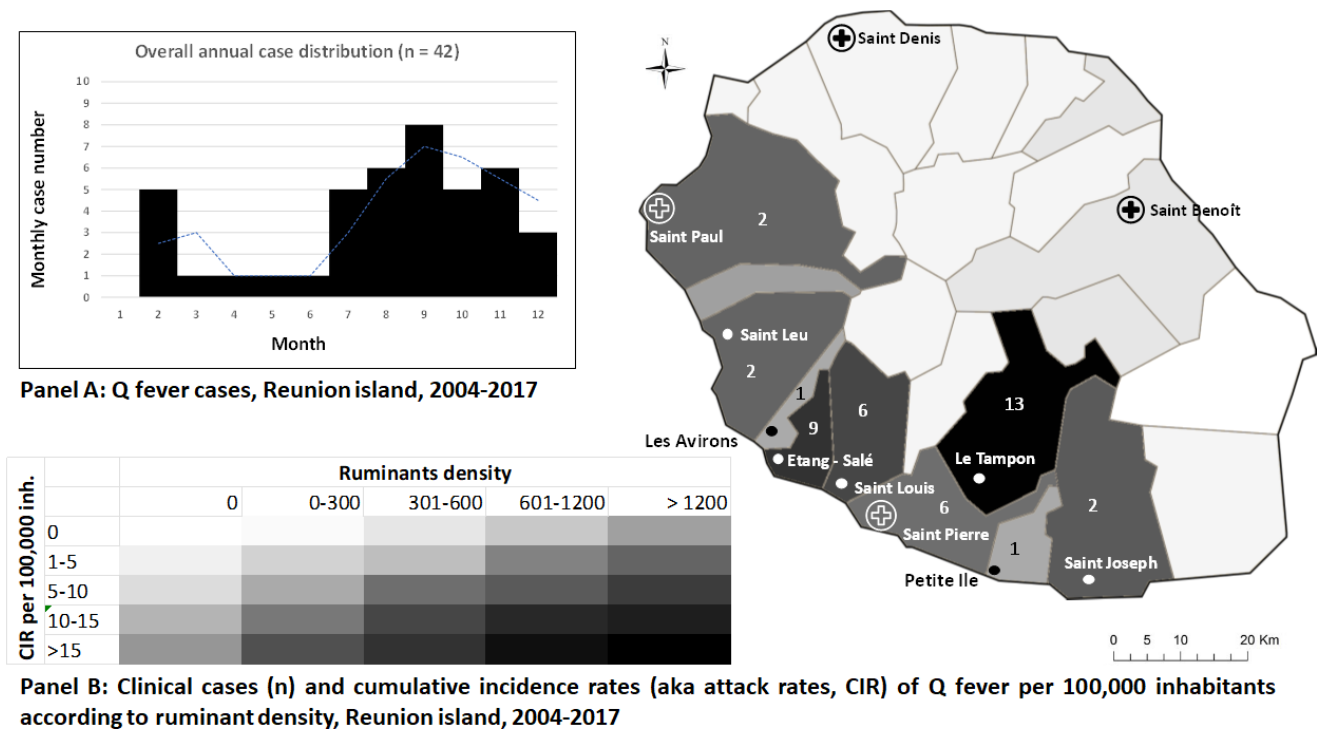 Overall annual case distribution (n = 42)
Monthly case number
10
9
8
7
6
5
4
3
2
1
0
1 2 3 4 5 6 7 8 9 10 11 12
Month
Panel A: Q fever cases, Reunion island, 2004-2017
N
Saint Denis
Saint Benoît
2
Saint Paul
Saint Leu
2
1
6
9
13
Les Avirons
Etang - Salé
Le Tampon
Saint Louis
6
2
Saint Pierre
1
Saint Joseph
Petite Ile
0 5 10 20 Km
CIR per 100,000 inh.
Ruminants density
0 0-300 301-600 601-1200 > 1200
0
1-5
5-10
10-15
>15
Panel B: Clinical cases (n) and cumulative incidence rates (aka attack rates, CIR) of Q fever per 100,000 inhabitants
according to ruminant density, Reunion island, 2004-2017